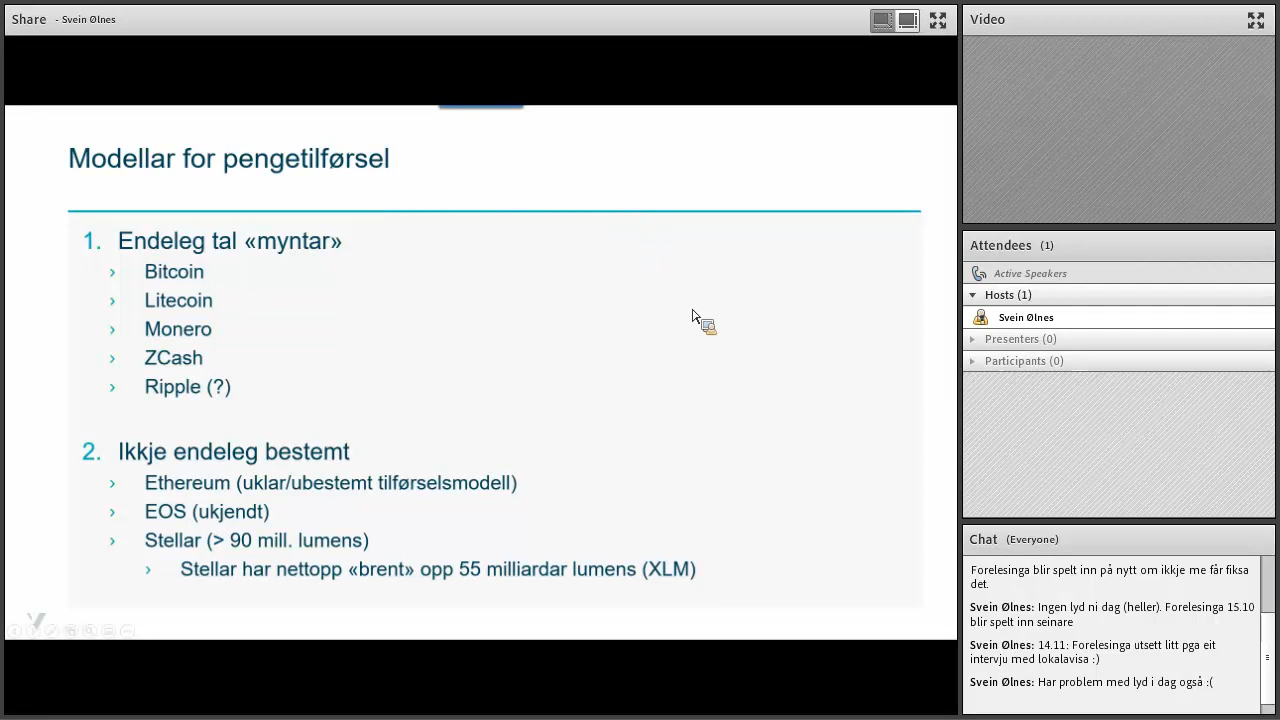 Share - Svein Ølnes
Modellar for pengetilførsel
1. Endeleg tal «myntar»
› Bitcoin
› Litecoin
› Monero
› ZCash
› Ripple (?)
2. Ikkje endeleg bestemt
› Ethereum (uklar/ubestemt tilførselsmodell)
› EOS (ukjendt)
› Stellar (> 90 mill. lumens)
› Stellar har nettopp «brent» opp 55 milliardar lumens (XLM)
Video
Attendees (1)
Active Speakers
Hosts (1)
Svein Ølnes
Presenters (0)
Participants (0)
Chat (Everyone)
Forelesinga blir spelt inn på nytt om ikkje me får fiksa
det.
Svein Ølnes: Ingen lyd ni dag (heller). Forelesinga 15.10
blir spelt inn seinare
Svein Ølnes: 14.11: Forelesinga utsett litt pga eit
intervju med lokalavisa :)
Svein Ølnes: Har problem med lyd i dag også :(